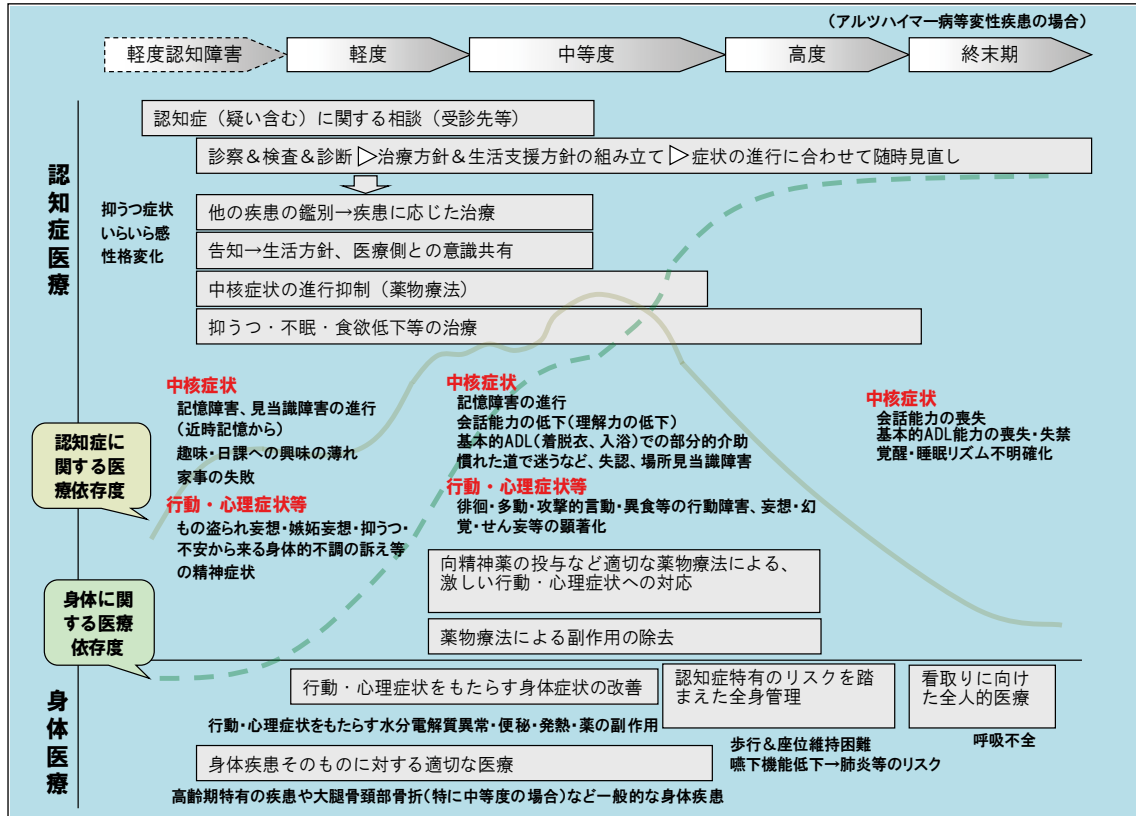 （アルツハイマー病等変性疾患の場合）
軽度認知障害
軽度
中等度
高度
終末期
認知症医療
認知症（疑い含む）に関する相談（受診先等）
診察＆検査＆診断▷治療方針＆生活支援方針の組み立て▷症状の進行に合わせて随時見直し
抑うつ症状
いらいら感
性格変化
他の疾患の鑑別→疾患に応じた治療
告知→生活方針、医療側との意識共有
中核症状の進行抑制（薬物療法）
抑うつ・不眠・食欲低下等の治療
中核症状
記憶障害、見当識障害の進行
（近時記憶から）
趣味・日課への興味の薄れ
家事の失敗
行動・心理症状等
もの盗られ妄想・嫉妬妄想・抑うつ・
不安から来る身体的不調の訴え等
の精神症状
中核症状
記憶障害の進行
会話能力の低下(理解力の低下)
基本的ADL(着脱衣、入浴)での部分的介助
慣れた道で迷うなど、失認、場所見当識障害
行動・心理症状等
徘徊・多動・攻撃的言動・異食等の行動障害、妄想・幻
覚・せん妄等の顕著化
中核症状
会話能力の喪失
基本的ADL能力の喪失・失禁
覚醒・睡眠リズム不明確化
認知症に
関する医
療依存度
向精神薬の投与など適切な薬物療法による、
激しい行動・心理症状への対応
薬物療法による副作用の除去
身体に関
する医療
依存度
身体医療
行動・心理症状をもたらす身体症状の改善
行動・心理症状をもたらす水分電解質異常・便秘・発熱・薬の副作用
認知症特有のリスクを踏
まえた全身管理
歩行＆座位維持困難
嚥下機能低下→肺炎等のリスク
看取りに向け
た全人的医療
呼吸不全
身体疾患そのものに対する適切な医療
高齢期特有の疾患や大腿骨頚部骨折(特に中等度の場合)など一般的な身体疾患